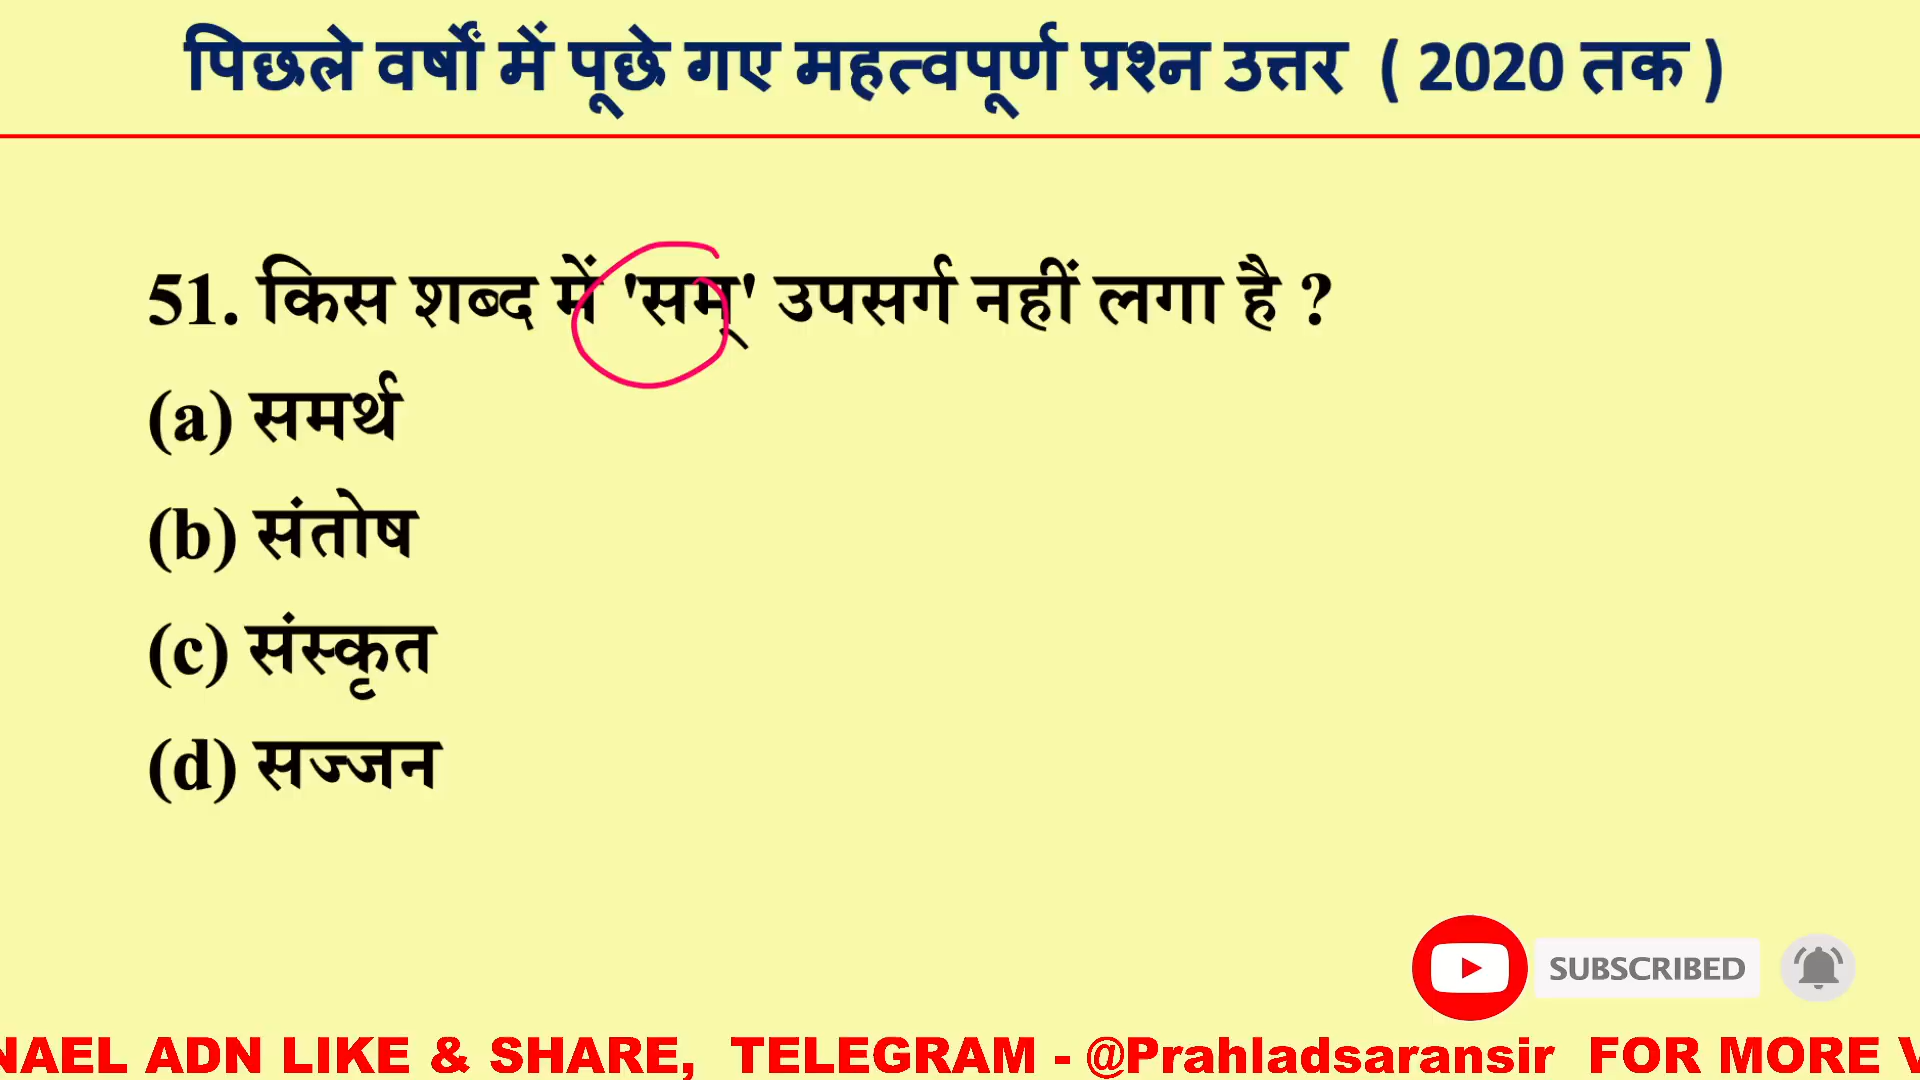 पिछले वर्षों में पूछे गए महत्वपूर्ण प्रश्न उत्तर ( 2020 तक )
51. किस शब्द में 'सम्' उपसर्ग नहीं लगा है ?
(a) समर्थ
(b) संतोष
(c) संस्कृत
(d) सज्जन
SUBSCRIBED
NAEL ADN LIKE & SHARE, TELEGRAM - @Prahladsaransir FOR MORE V